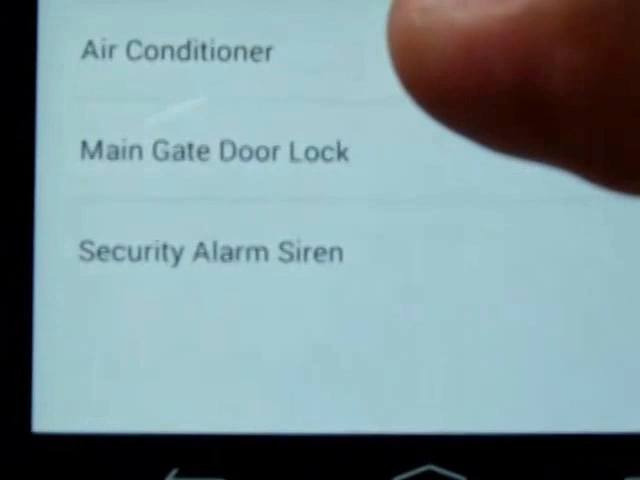 Air Conditioner
Main Gate Door Lock
Security Alarm Siren